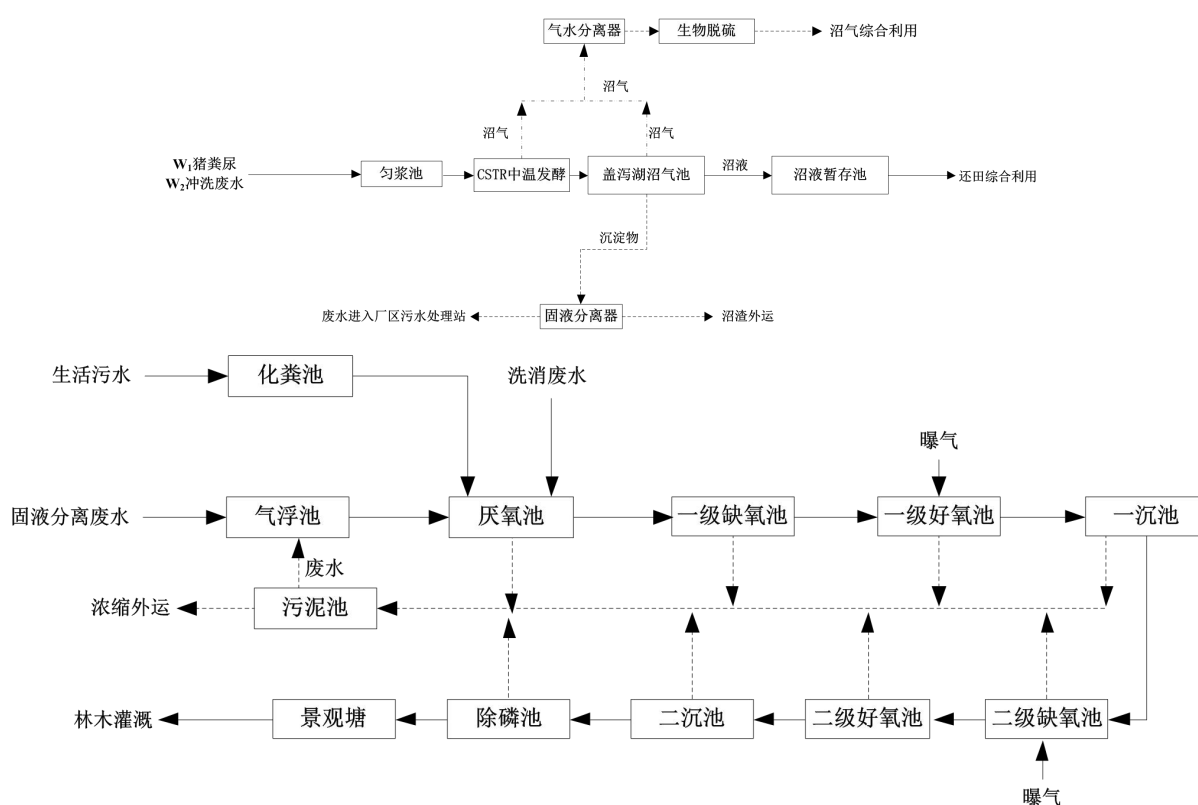 气水分离器
生物脱硫
沼气综合利用
沼气
沼气
沼气
W₁猪粪尿
W₂冲洗废水
匀浆池
CSTR中温发酵
盖泻湖沼气池
沼液
沼液暂存池
还田综合利用
沉淀物
废水进入厂区污水处理站
固液分离器
沼渣外运
生活污水
化粪池
洗消废水
曝气
固液分离废水
气浮池
厌氧池
一级缺氧池
一级好氧池
一沉池
废水
浓缩外运
污泥池
林木灌溉
景观塘
除磷池
二沉池
二级好氧池
二级缺氧池
曝气